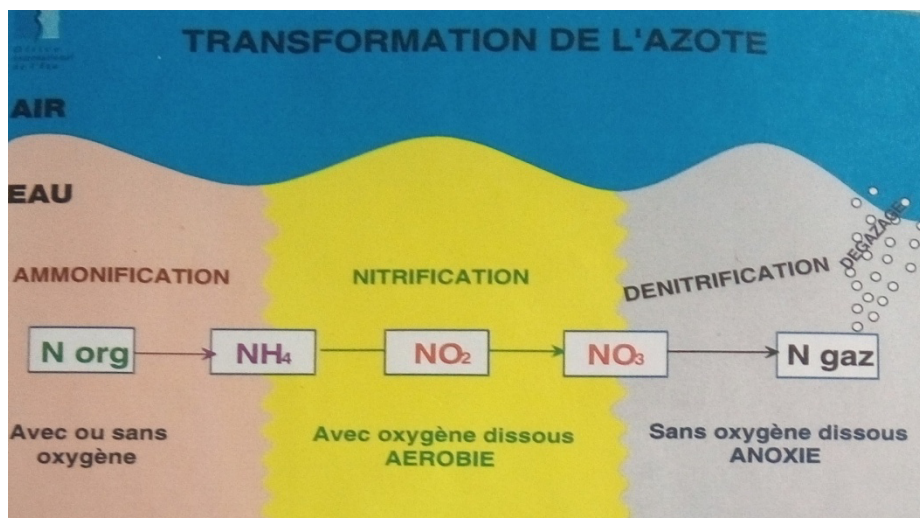 TRANSFORMATION DE L'AZOTE
AIR
EAU
AMMONIFICATION
NITRIFICATION
DENITRIFICATION
DEGAZAGE
N org
NH4
NO2
NO3
N gaz
Avec ou sans
oxygène
Avec oxygène dissous
AEROBIE
Sans oxygène dissous
ANOXIE